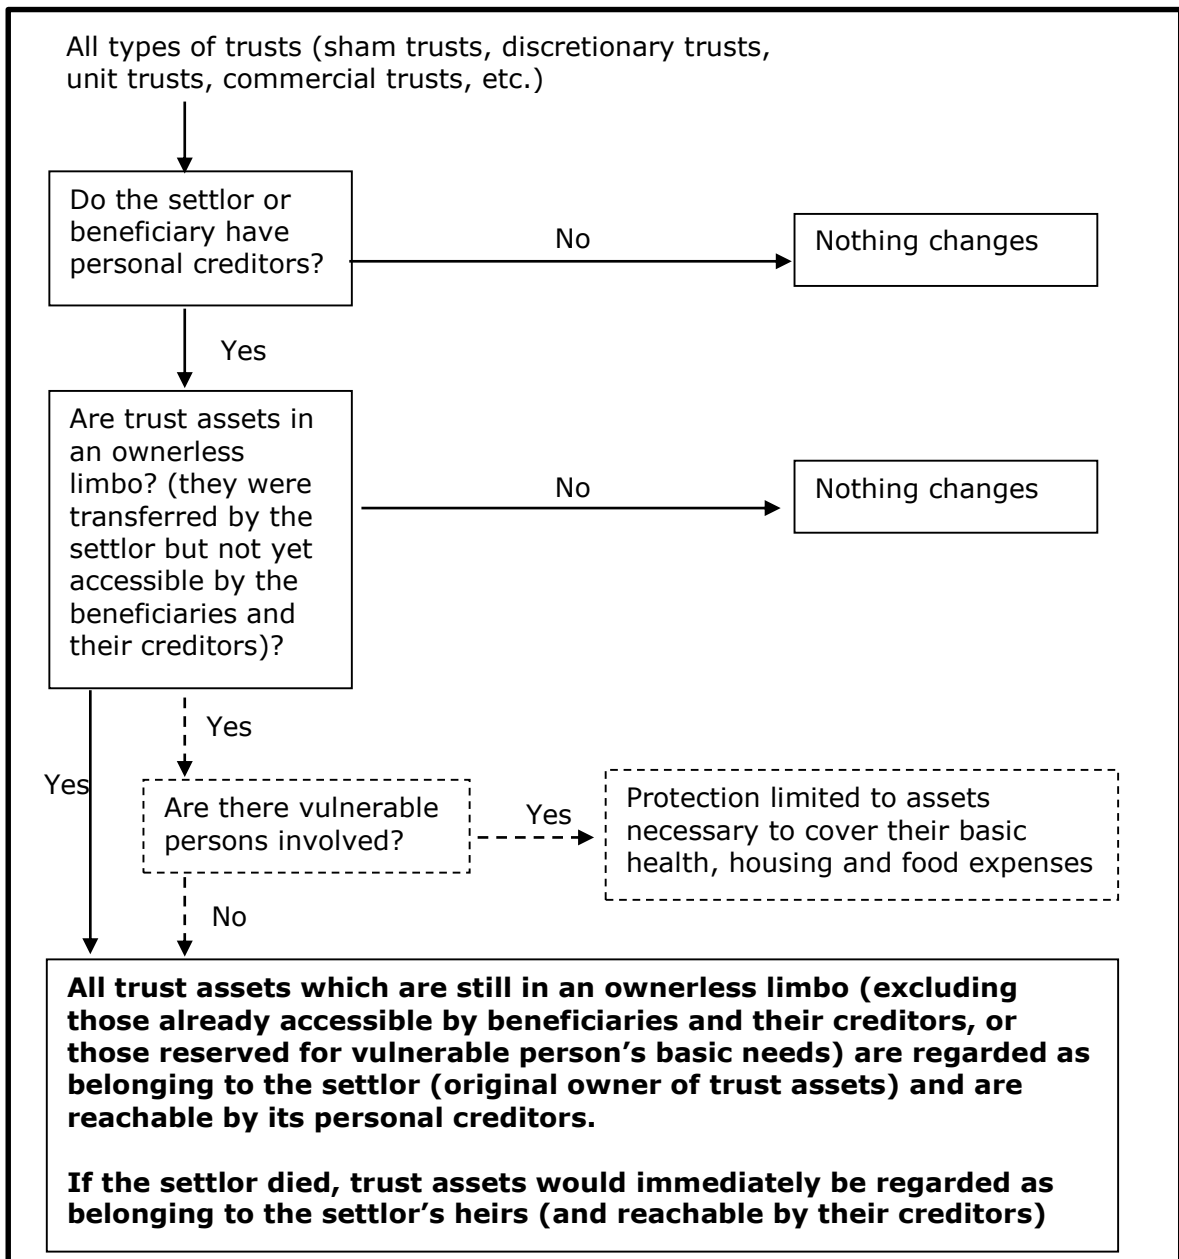 All types of trusts (sham trusts, discretionary trusts,
unit trusts, commercial trusts, etc.)
Do the settlor or
beneficiary have
personal creditors?
No
Nothing changes
Yes
Are trust assets in
an ownerless
limbo? (they were
transferred by the
settlor but not yet
accessible by the
beneficiaries and
their creditors)?
No
Nothing changes
Yes
Yes
Are there vulnerable
persons involved?
Yes
Protection limited to assets
necessary to cover their basic
health, housing and food expenses
No
All trust assets which are still in an ownerless limbo (excluding
those already accessible by beneficiaries and their creditors, or
those reserved for vulnerable person’s basic needs) are regarded as
belonging to the settlor (original owner of trust assets) and are
reachable by its personal creditors.
If the settlor died, trust assets would immediately be regarded as
belonging to the settlor’s heirs (and reachable by their creditors)